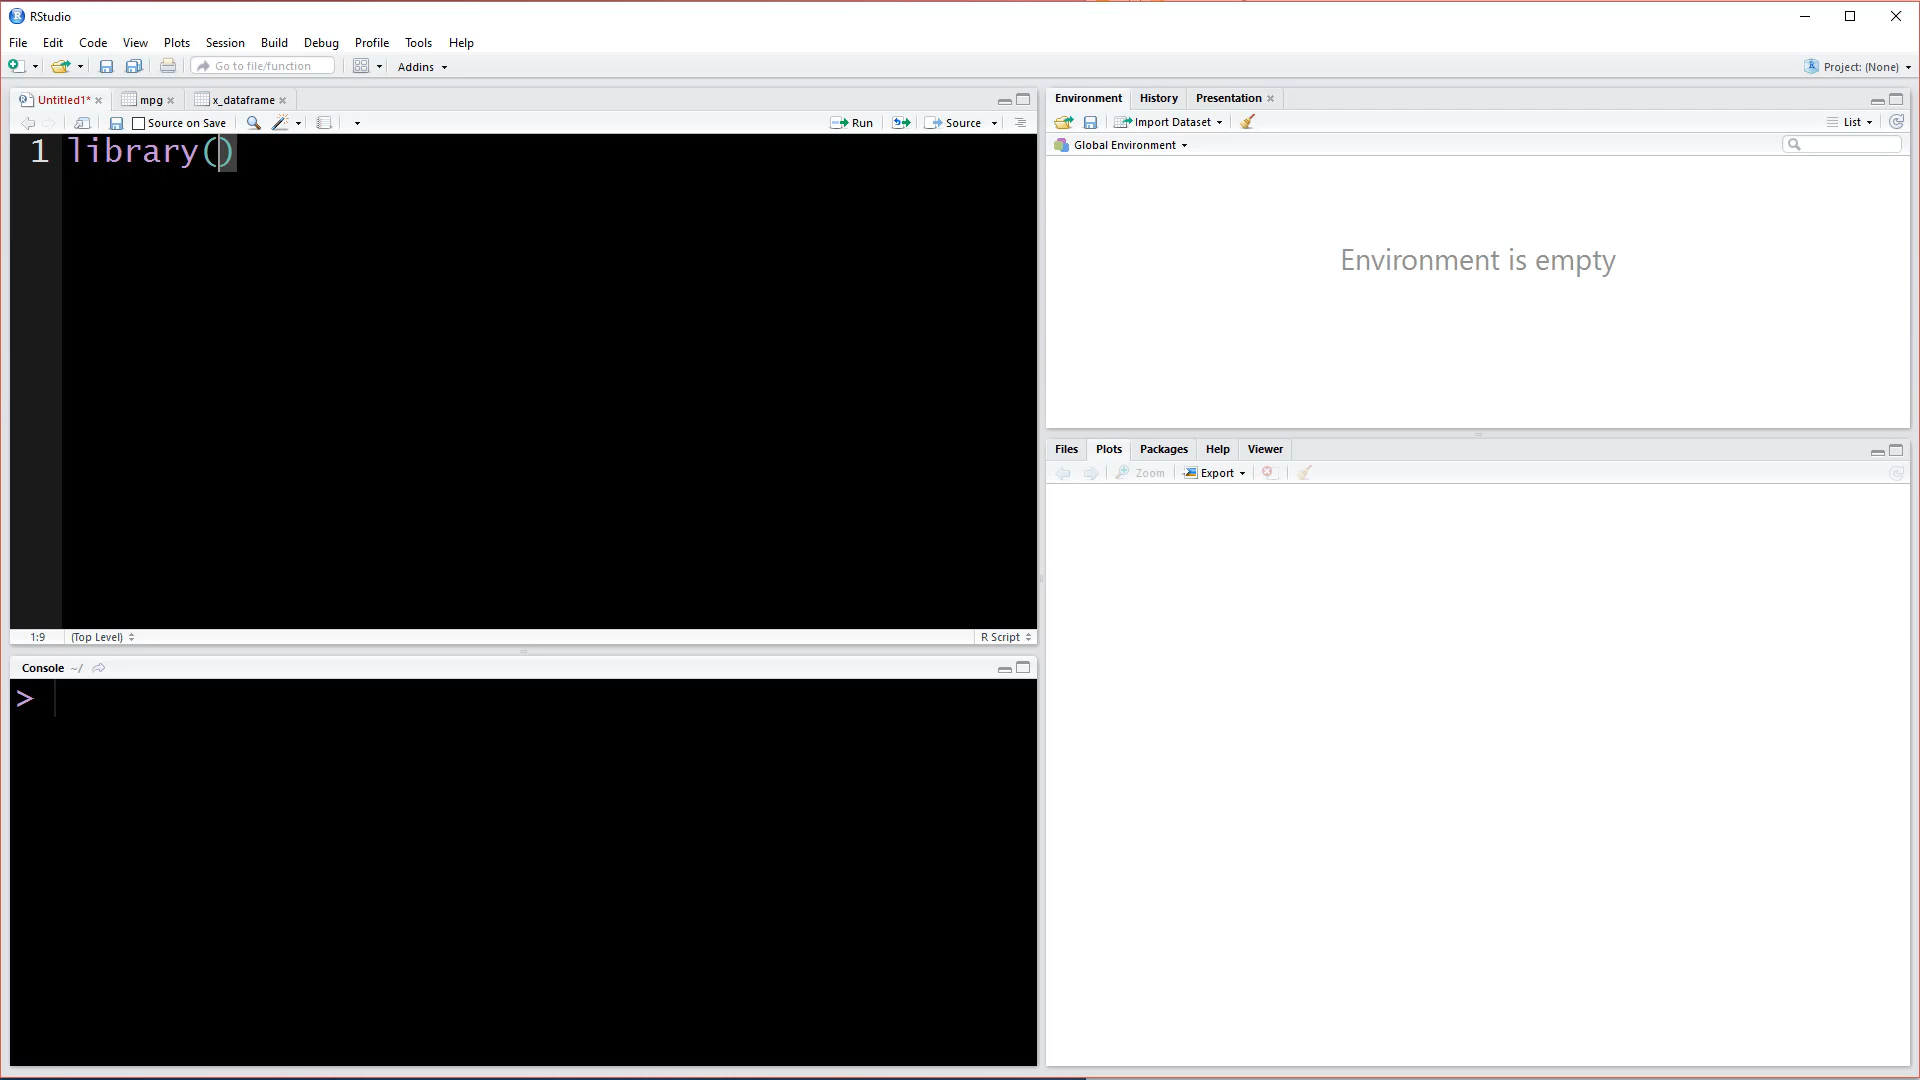 RStudio
File Edit Code View Plots Session Build Debug Profile Tools Help
Go to file/function Addins Project: (None)
Untitled1* mpg x_dataframe
Source on Save Run Source
1 library()
1:9 (Top Level) R Script
Console ~/
>
Environment History Presentation
Import Dataset List
Global Environment
Environment is empty
Files Plots Packages Help Viewer
Zoom Export